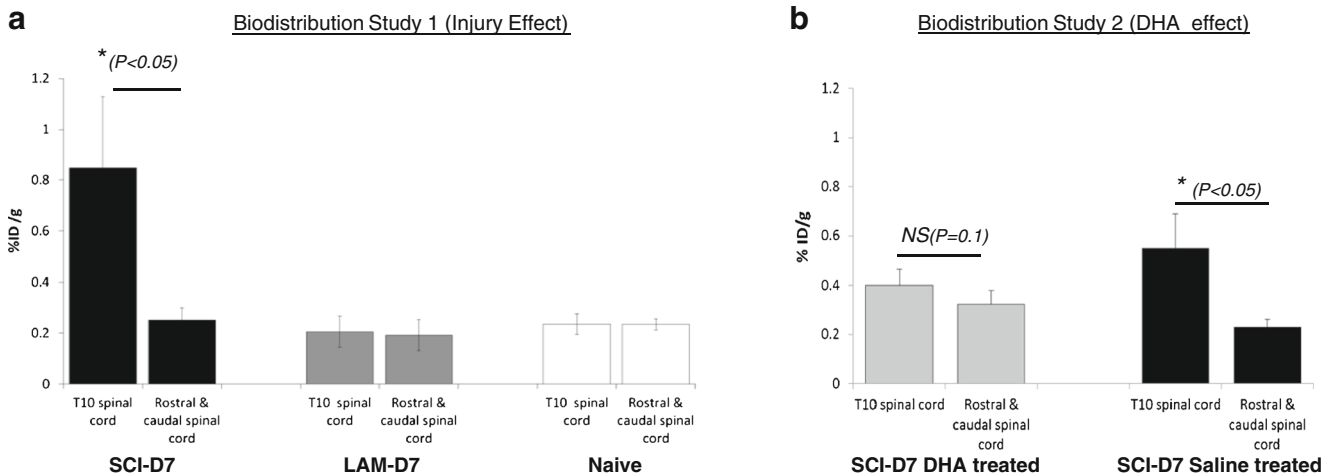 a
Biodistribution Study 1 (Injury Effect)
* (P<0.05)
1.2
1
0.8
0.6
0.4
0.2
0
%ID /g
T10 spinal
cord
Rostral &
caudal spinal
cord
SCI-D7
T10 spinal
cord
Rostral &
caudal spinal
cord
LAM-D7
T10 spinal
cord
Rostral &
caudal spinal
cord
Naive
b
Biodistribution Study 2 (DHA effect)
1.2
1
0.8
0.6
0.4
0.2
0
% ID/g
NS(P=0.1)
* (P<0.05)
T10 spinal cord
Rostral &
caudal spinal
cord
SCI-D7 DHA treated
T10 spinal cord
Rostral &
caudal spinal
cord
SCI-D7 Saline treated